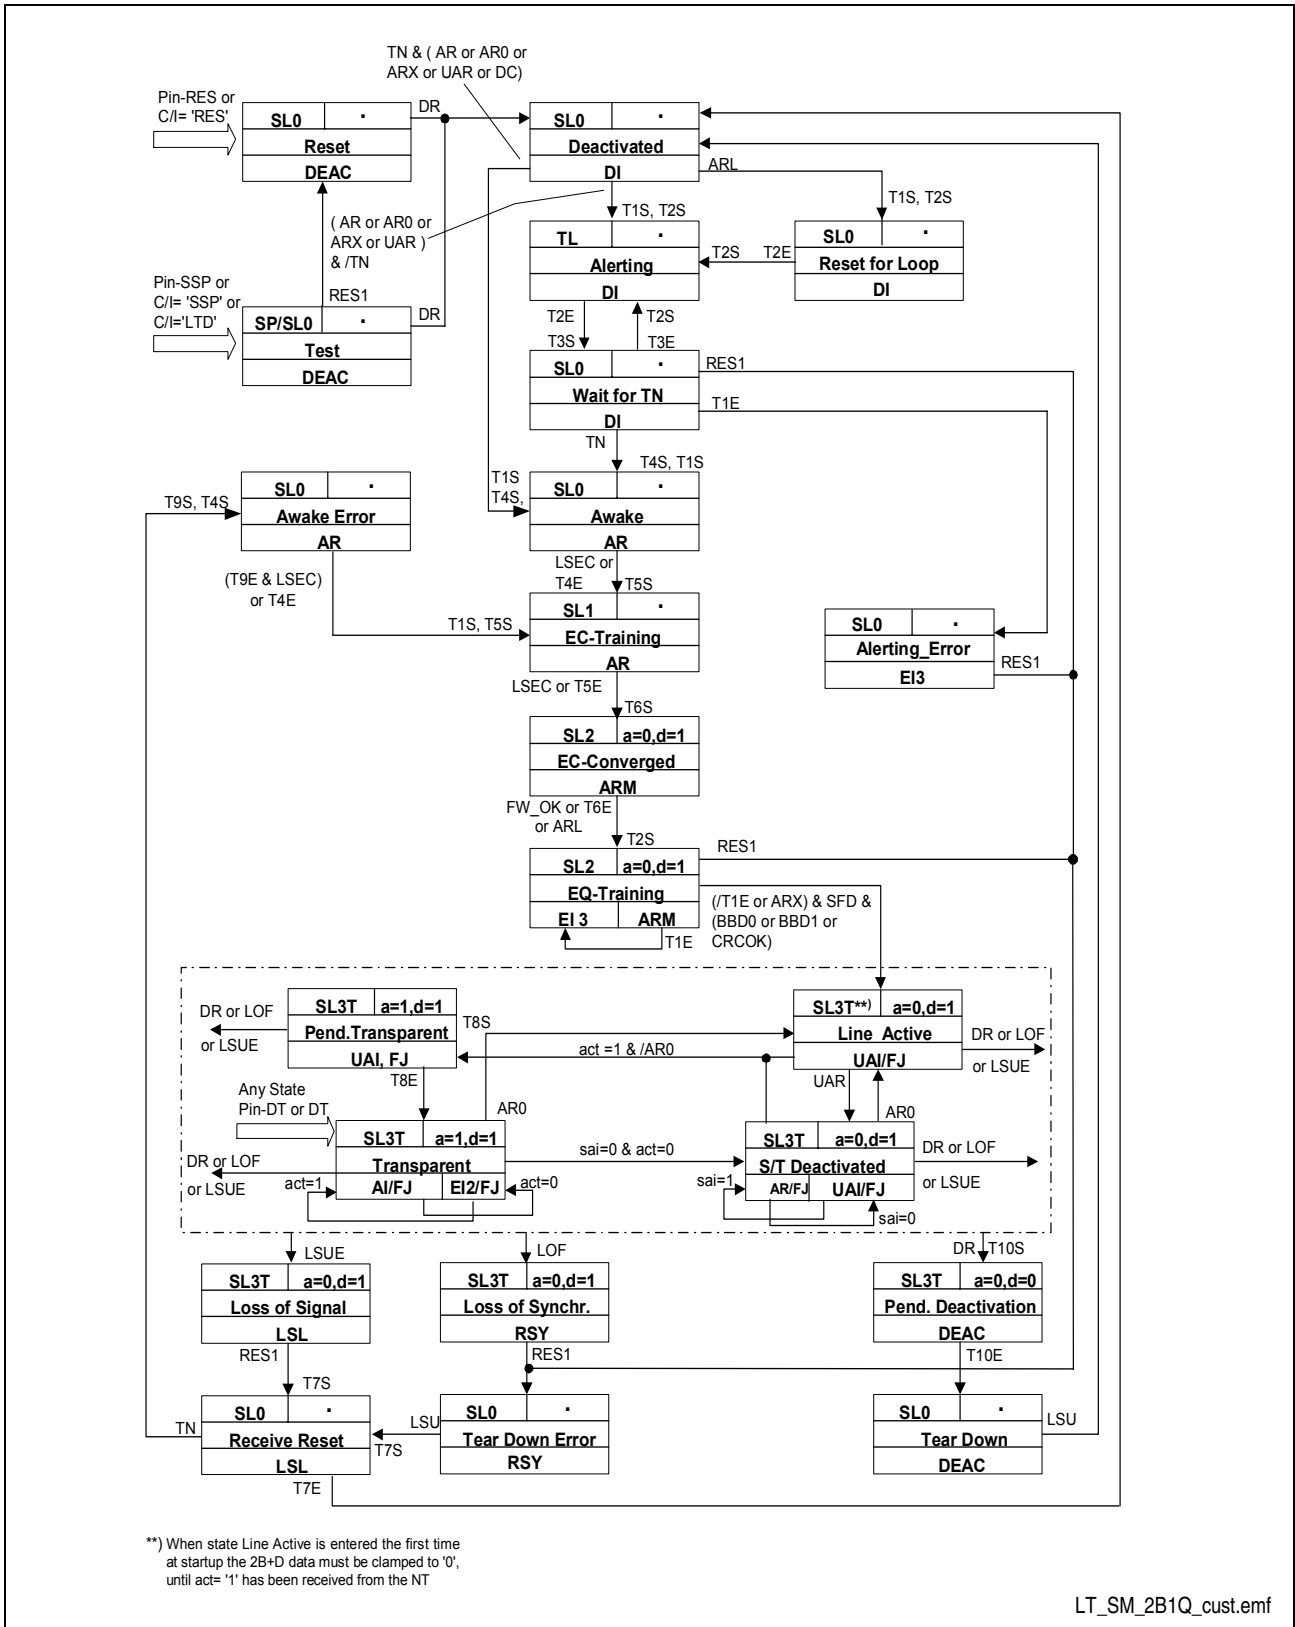 TN & ( AR or AR0 or
ARX or UAR or DC)
Pin-RES or
C/I= 'RES'
SL0 .
Reset
DEAC
DR
SL0 .
Deactivated
DI
ARL
T1S, T2S
T1S, T2S
( AR or AR0 or
ARX or UAR )
& /TN
TL .
Alerting
DI
T2S
T2E
SL0 .
Reset for Loop
DI
Pin-SSP or
C/I= 'SSP' or
C/I='LTD'
RES1
SP/SL0 .
Test
DEAC
DR
T2E
T3S
T2S
T3E
SL0 .
Wait for TN
DI
RES1
T1E
TN
T4S, T1S
T1S
T4S,
SL0 .
Awake
AR
T9S, T4S
SL0 .
Awake Error
AR
(T9E & LSEC)
or T4E
LSEC or
T4E
T5S
T1S, T5S
SL1 .
EC-Training
AR
SL0 .
Alerting_Error
EI3
RES1
LSEC or T5E
T6S
SL2 a=0,d=1
EC-Converged
ARM
FW_OK or T6E
or ARL
T2S
SL2 a=0,d=1
EQ-Training
EI 3 ARM
T1E
RES1
(/T1E or ARX) & SFD &
(BBD0 or BBD1 or
CRCOK)
DR or LOF
or LSUE
SL3T a=1,d=1
Pend.Transparent
UAI, FJ
T8S
T8E
act =1 & /AR0
SL3T**) a=0,d=1
Line Active
UAI/FJ
DR or LOF
or LSUE
UAR
AR0
Any State
Pin-DT or DT
AR0
DR or LOF
or LSUE
SL3T a=1,d=1
Transparent
AI/FJ EI2/FJ
act=1
act=0
sai=0 & act=0
SL3T a=0,d=1
S/T Deactivated
AR/FJ UAI/FJ
sai=1
sai=0
DR or LOF
or LSUE
LSUE
LOF
DR
T10S
SL3T a=0,d=1
Loss of Signal
LSL
SL3T a=0,d=1
Loss of Synchr.
RSY
SL3T a=0,d=0
Pend. Deactivation
DEAC
RES1
T7S
RES1
T10E
TN
SL0 .
Receive Reset
LSL
T7E
LSU
T7S
SL0 .
Tear Down Error
RSY
SL0 .
Tear Down
DEAC
LSU
**) When state Line Active is entered the first time
at startup the 2B+D data must be clamped to '0',
until act= '1' has been received from the NT
LT_SM_2B1Q_cust.emf